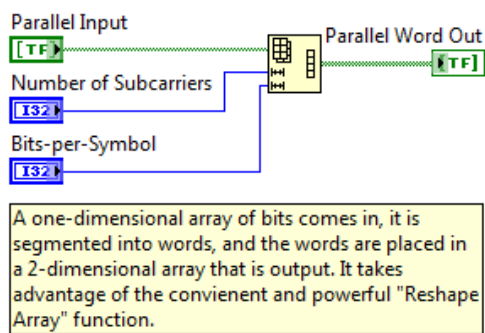 Parallel Input
[TF]
Parallel Word Out
[TF]
Number of Subcarriers
I32
Bits-per-Symbol
I32
A one-dimensional array of bits comes in, it is
segmented into words, and the words are placed in
a 2-dimensional array that is output. It takes
advantage of the convienent and powerful "Reshape
Array" function.